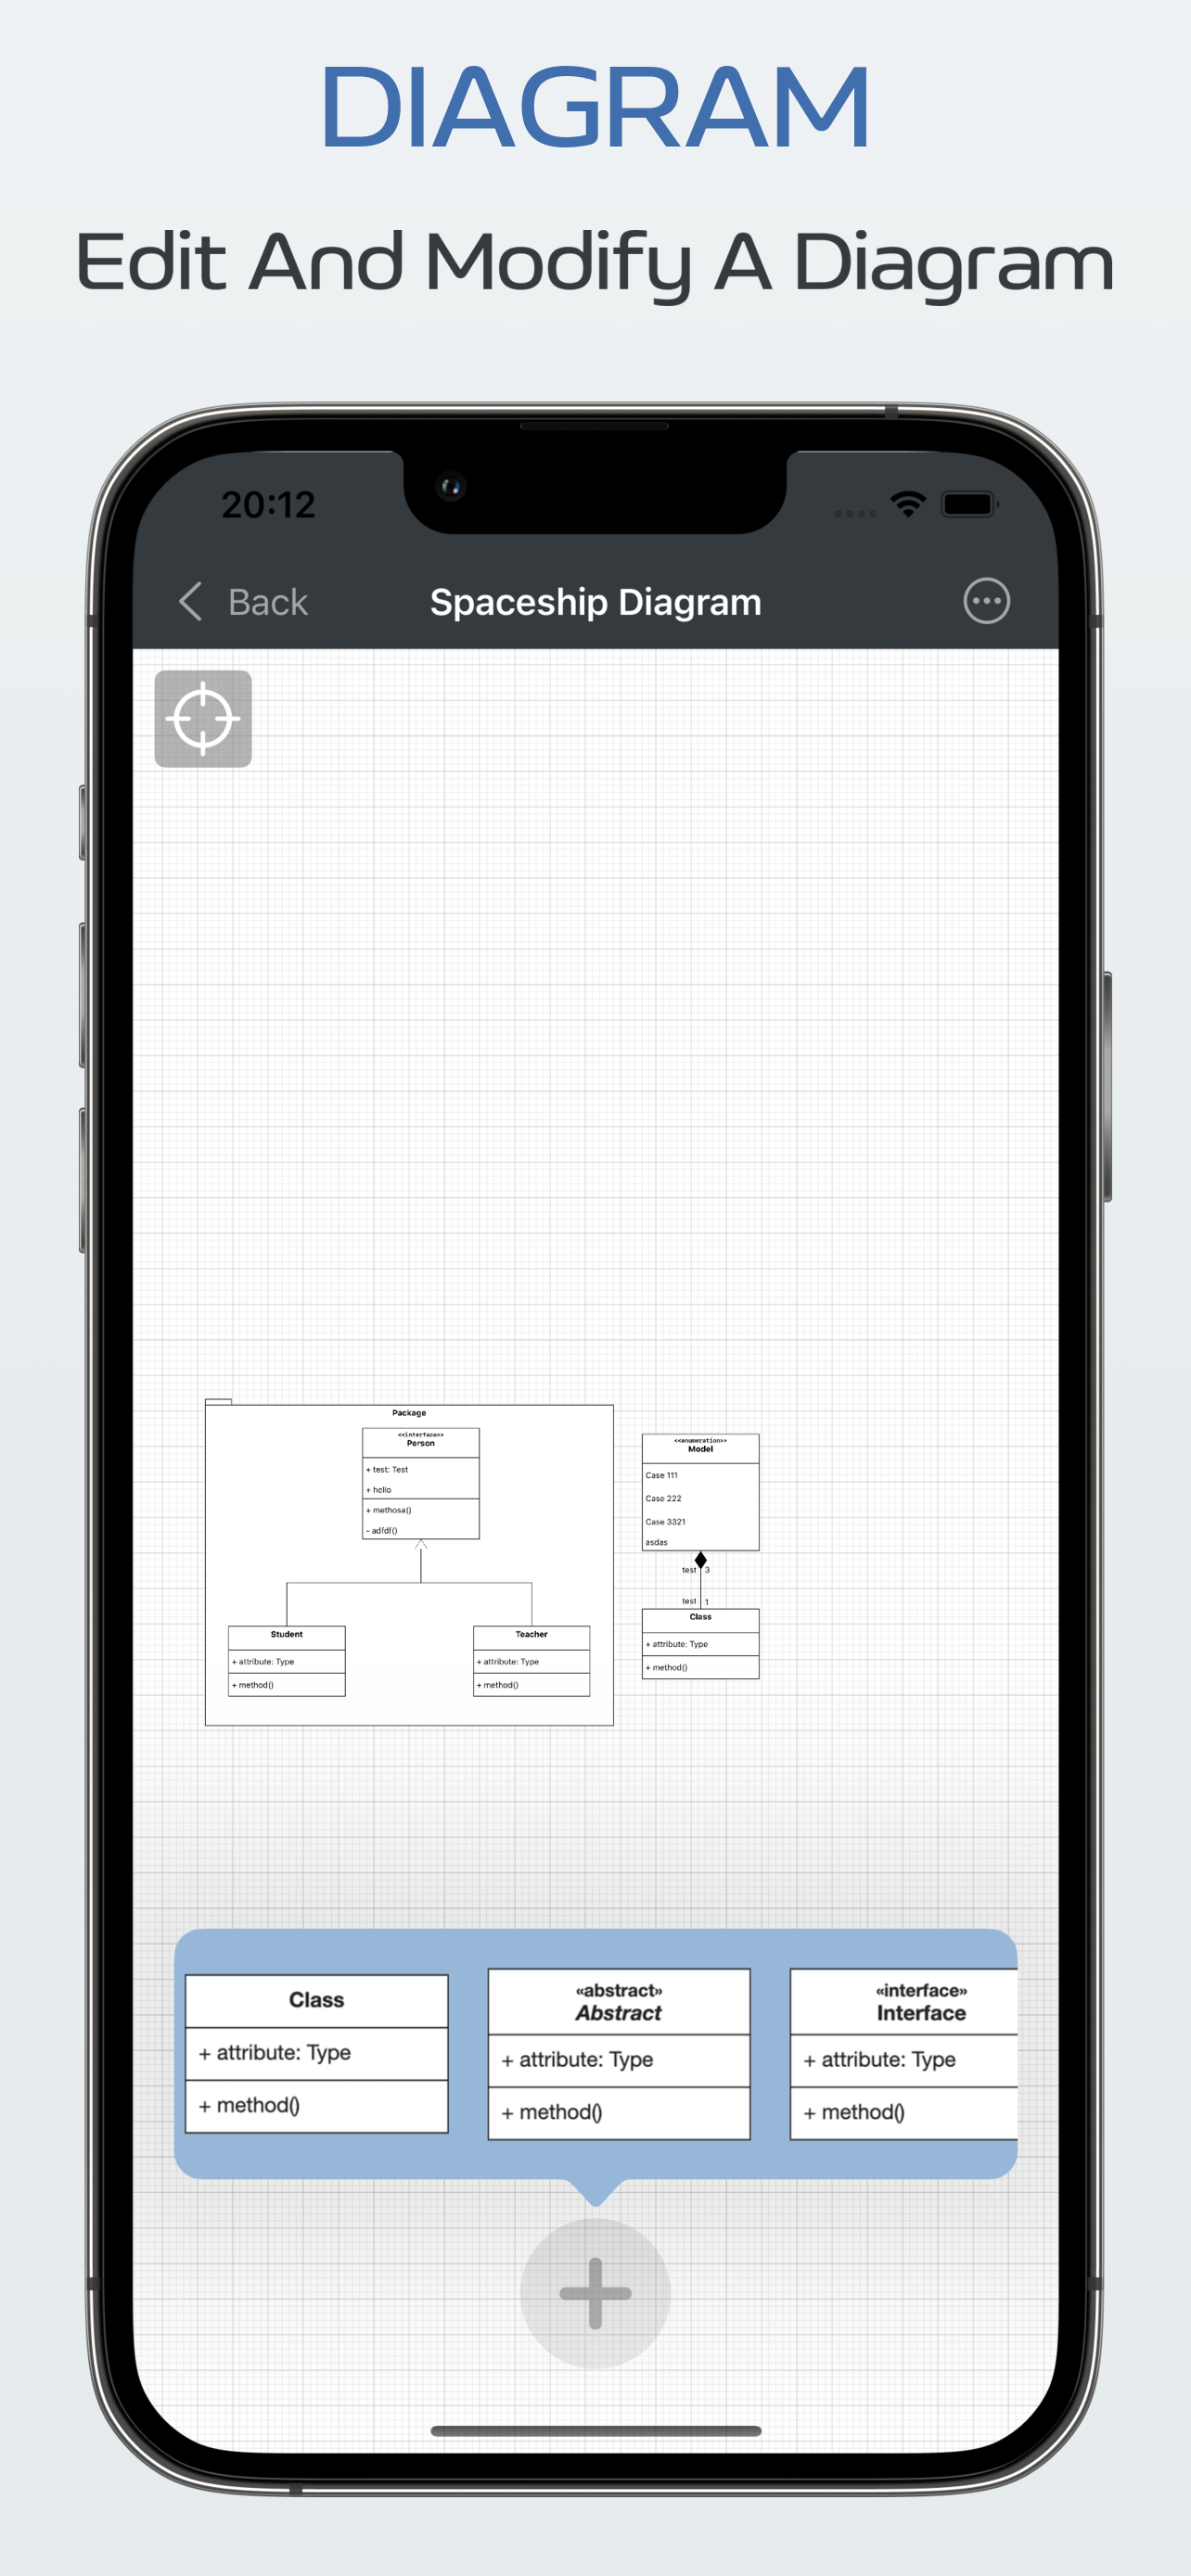 DIAGRAM
Edit And Modify A Diagram
20:12
Back
Spaceship Diagram
Package
<<interface>>
Person
+ test: Test
+ hello
+ methosa()
- adfdf()
Student
+ attribute: Type
+ method()
Teacher
+ attribute: Type
+ method()
<<enumeration>>
Model
Case 111
Case 222
Case 3321
asdas
test 3
test 1
Class
+ attribute: Type
+ method()
Class
+ attribute: Type
+ method()
«abstract»
Abstract
+ attribute: Type
+ method()
«interface»
Interface
+ attribute: Type
+ method()